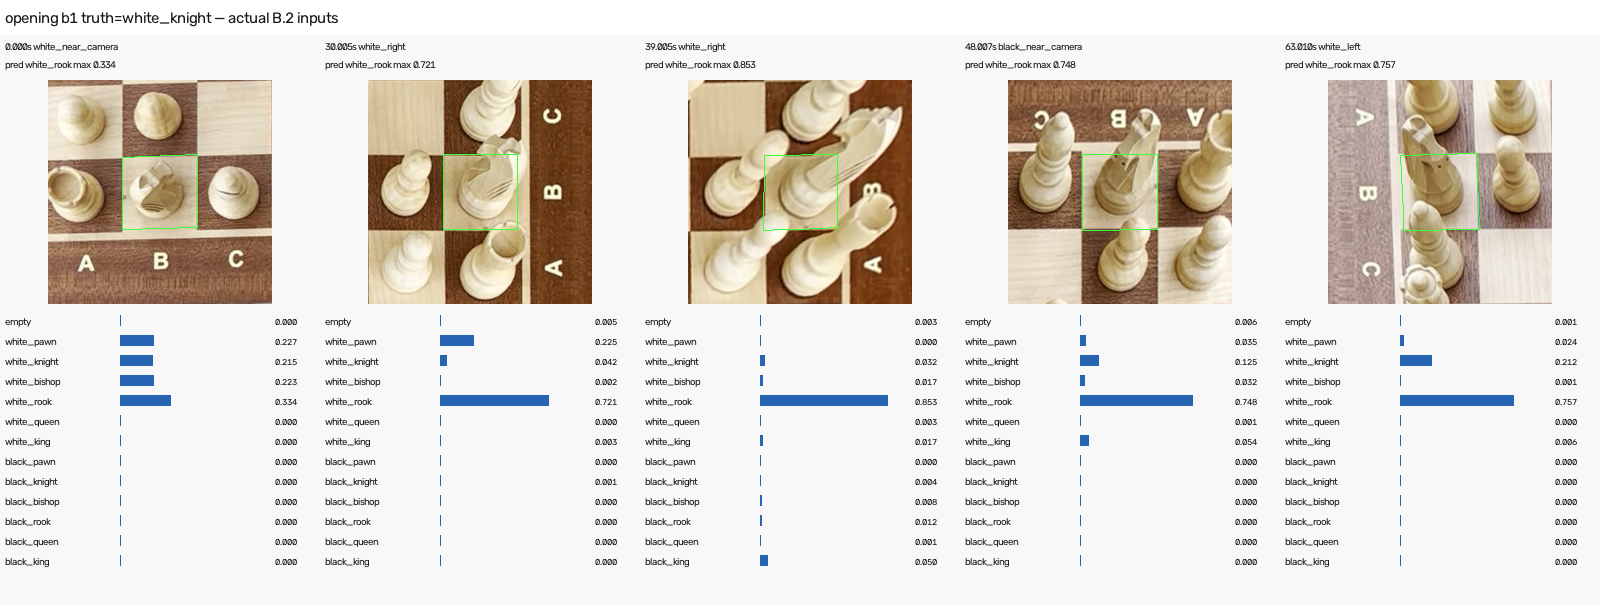 opening b1 truth=white_knight — actual B.2 inputs
0.000s white_near_camera
pred white_rook max 0.334
A B C
empty 0.000
white_pawn 0.227
white_knight 0.215
white_bishop 0.223
white_rook 0.334
white_queen 0.000
white_king 0.000
black_pawn 0.000
black_knight 0.000
black_bishop 0.000
black_rook 0.000
black_queen 0.000
black_king 0.000
30.005s white_right
pred white_rook max 0.721
C
B
A
empty 0.005
white_pawn 0.225
white_knight 0.042
white_bishop 0.002
white_rook 0.721
white_queen 0.000
white_king 0.003
black_pawn 0.000
black_knight 0.001
black_bishop 0.000
black_rook 0.000
black_queen 0.000
black_king 0.000
39.005s white_right
pred white_rook max 0.853
B
A
empty 0.003
white_pawn 0.000
white_knight 0.032
white_bishop 0.017
white_rook 0.853
white_queen 0.003
white_king 0.017
black_pawn 0.000
black_knight 0.004
black_bishop 0.008
black_rook 0.012
black_queen 0.001
black_king 0.050
48.007s black_near_camera
pred white_rook max 0.748
C B A
empty 0.006
white_pawn 0.035
white_knight 0.125
white_bishop 0.032
white_rook 0.748
white_queen 0.001
white_king 0.054
black_pawn 0.000
black_knight 0.000
black_bishop 0.000
black_rook 0.000
black_queen 0.000
black_king 0.000
63.010s white_left
pred white_rook max 0.757
A
B
C
empty 0.001
white_pawn 0.024
white_knight 0.212
white_bishop 0.001
white_rook 0.757
white_queen 0.000
white_king 0.006
black_pawn 0.000
black_knight 0.000
black_bishop 0.000
black_rook 0.000
black_queen 0.000
black_king 0.000